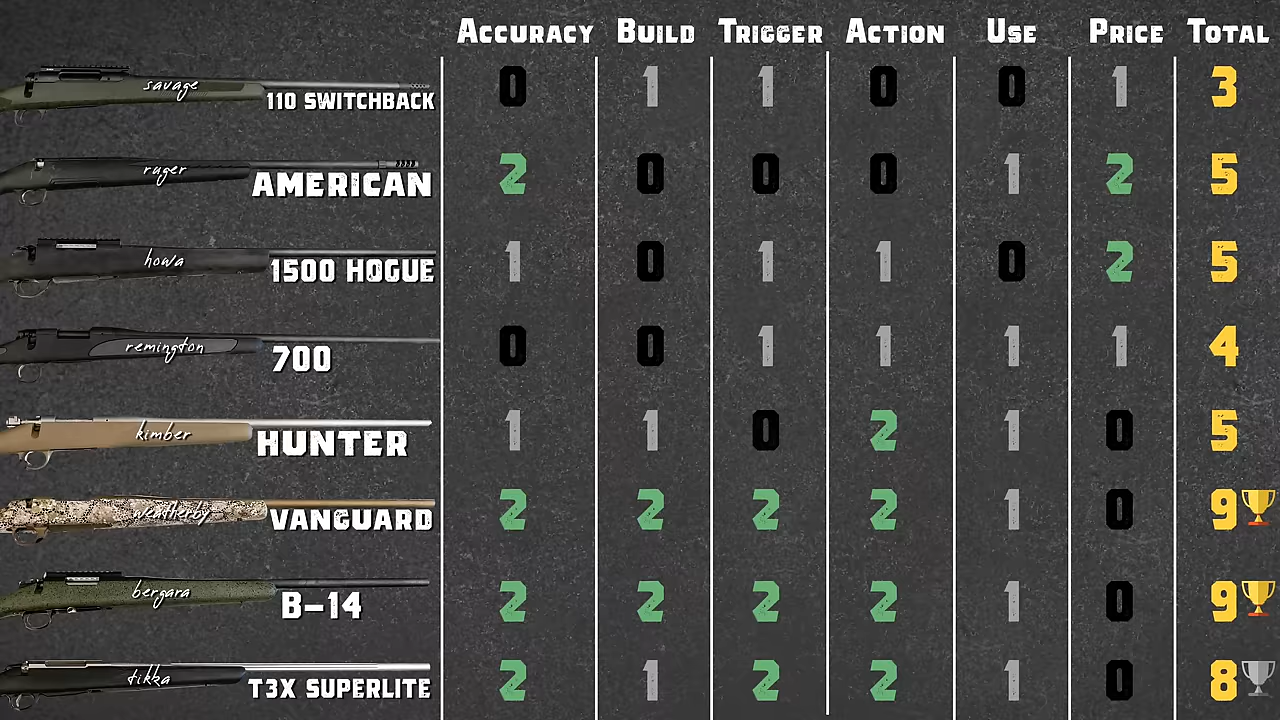 Accuracy Build Trigger Action Use Price Total
savage
110 SWITCHBACK 0 1 1 0 0 1 3
ruger
AMERICAN 2 0 0 0 1 2 5
howa
1500 HOGUE 1 0 1 1 0 2 5
remington
700 0 0 1 1 1 1 4
kimber
HUNTER 1 1 0 2 1 0 5
weatherby
VANGUARD 2 2 2 2 1 0 9
bergara
B-14 2 2 2 2 1 0 9
tikka
T3X SUPERLITE 2 1 2 2 1 0 8